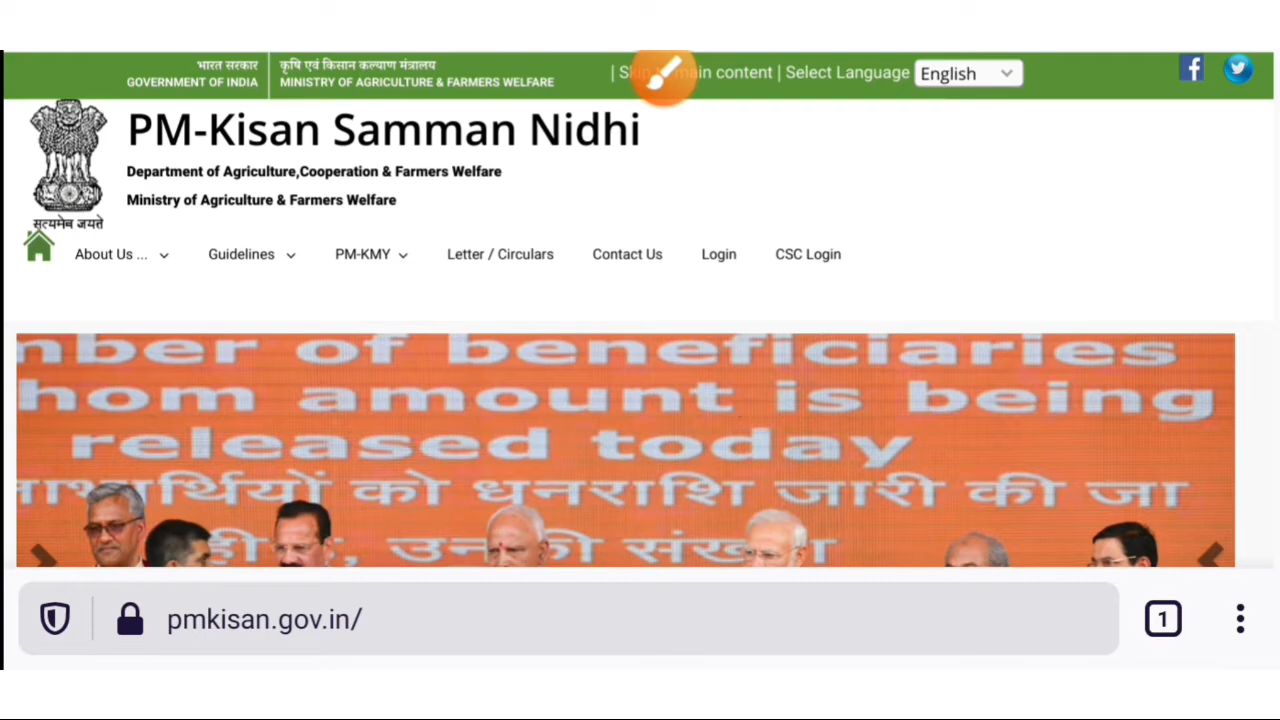 भारत सरकार
GOVERNMENT OF INDIA
कृषि एवं किसान कल्याण मंत्रालय
MINISTRY OF AGRICULTURE & FARMERS WELFARE
| main content | Select Language English
PM-Kisan Samman Nidhi
Department of Agriculture,Cooperation & Farmers Welfare
Ministry of Agriculture & Farmers Welfare
सत्यमेव जयते
About Us ... Guidelines PM-KMY Letter / Circulars Contact Us Login CSC Login
of beneficiaries
amount is being
released today
को धनराशि जारी की जा
संख्या
pmkisan.gov.in/
1